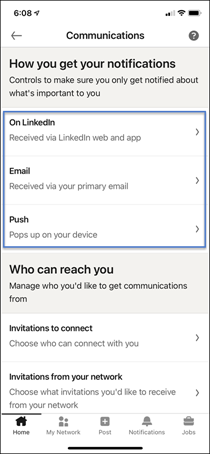 6:08
Communications
How you get your notifications
Controls to make sure you only get notified about
what's important to you
On LinkedIn
Received via LinkedIn web and app
Email
Received via your primary email
Push
Pops up on your device
Who can reach you
Manage who you'd like to get communications
from
Invitations to connect
Choose who can connect with you
Invitations from your network
Choose what invitations you'd like to receive
from your network
Home My Network Post Notifications Jobs